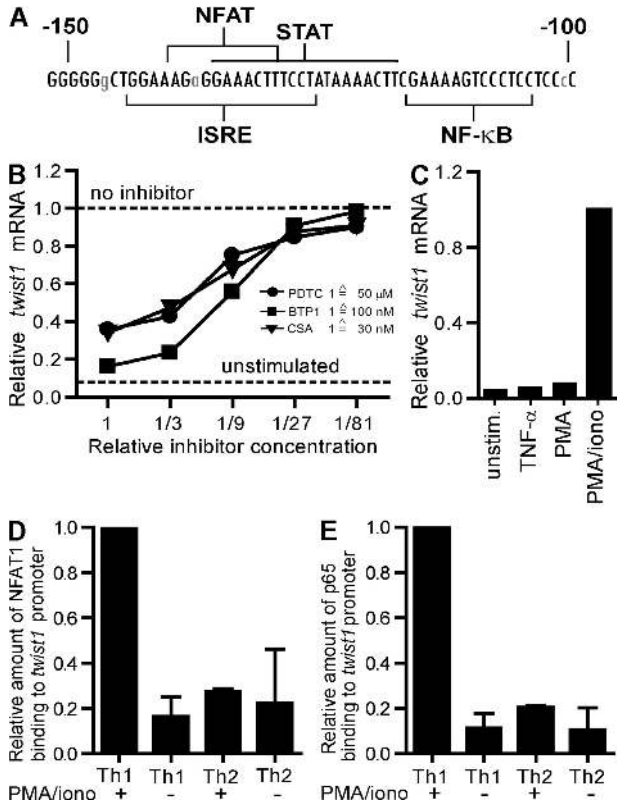 A
-150
NFAT
STAT
-100
GGGGGgCTGGAAAGaGGAAACTTTCCTATAAAACTTCGAAAAGTCCCTCCTCCcC
ISRE
NF-κB
B
Relative twist1 mRNA
1.2
1.0
0.8
0.6
0.4
0.2
0.0
no inhibitor
PDTC 1 ≙ 50 µM
BTP1 1 ≙ 100 nM
CSA 1 ≙ 30 nM
unstimulated
1 1/3 1/9 1/27 1/81
Relative inhibitor concentration
C
Relative twist1 mRNA
1.2
0.9
0.6
0.3
0.0
unstim.
TNF-α
PMA
PMA/iono
D
Relative amount of NFAT1
binding to twist1 promoter
1.0
0.8
0.6
0.4
0.2
0.0
Th1 Th1 Th2 Th2
PMA/iono + - + -
E
Relative amount of p65
binding to twist1 promoter
1.0
0.8
0.6
0.4
0.2
0.0
Th1 Th1 Th2 Th2
+ - + -